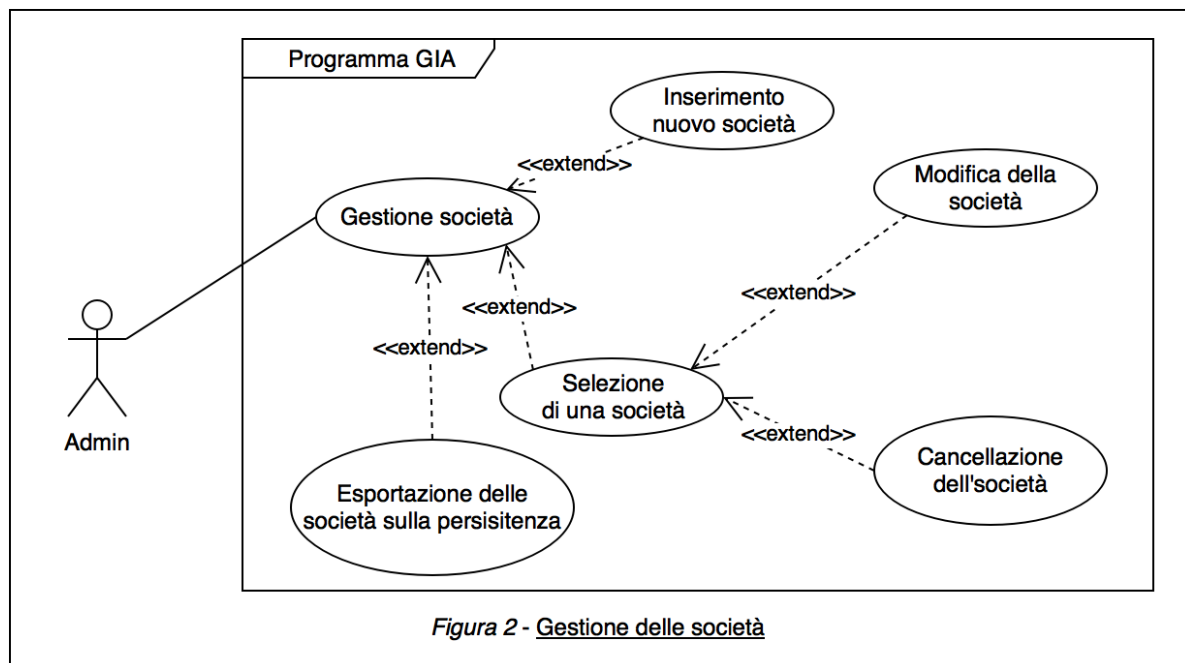 Programma GIA
Inserimento
nuovo società
<<extend>>
Modifica della
società
Gestione società
<<extend>>
<<extend>>
<<extend>>
Selezione
di una società
<<extend>>
Admin
Cancellazione
dell'società
Esportazione delle
società sulla persisitenza
Figura 2 - Gestione delle società